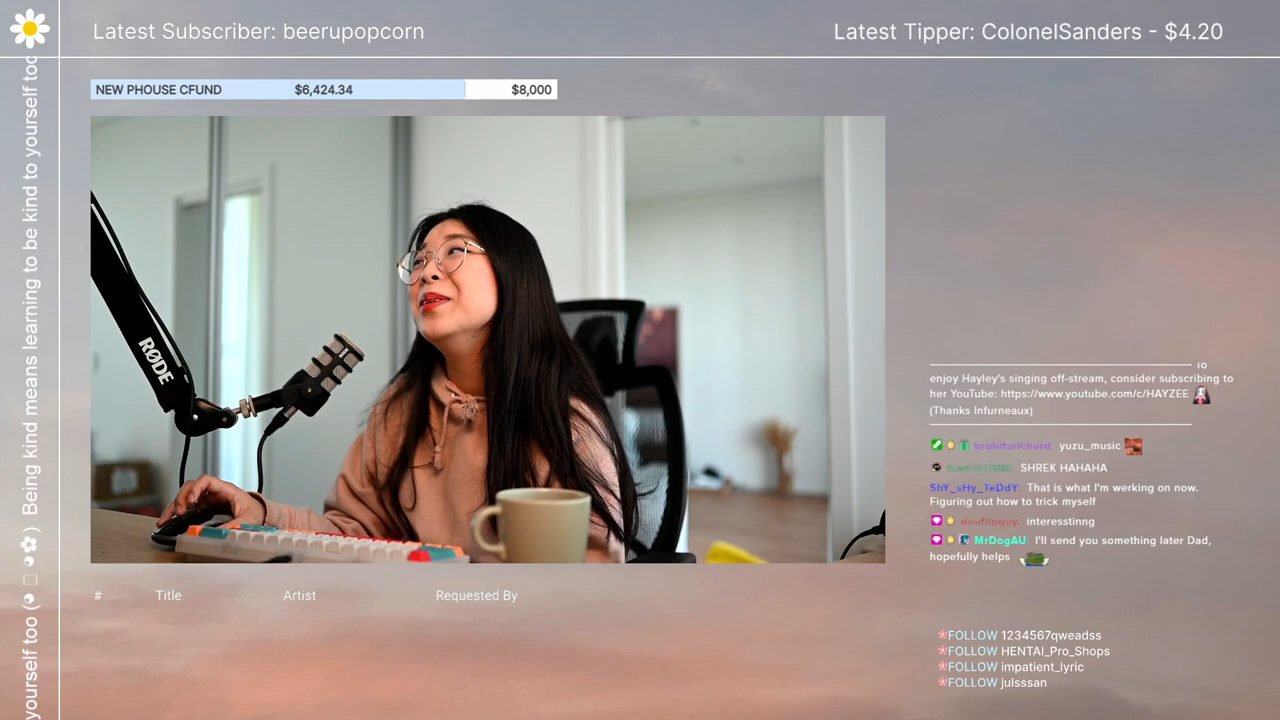 Latest Subscriber: beerupopcorn
Latest Tipper: ColonelSanders - $4.20
NEW PHOUSE CFUND $6,424.34 $8,000
yourself too
Being kind means learning to be kind to yourself too
RØDE
To
enjoy Hayley's singing off-stream, consider subscribing to
her YouTube: https://www.youtube.com/c/HAYZEE
(Thanks Infurneaux)
bruhitsrichard: yuzu_music
SHREK HAHAHA
ShY_sHy_TeDdY: That is what I'm werking on now.
Figuring out how to trick myself
doeflipguy: interesstinng
MrDogAU: I'll send you something later Dad,
hopefully helps
# Title Artist Requested By
FOLLOW 1234567qweadss
FOLLOW HENTAI_Pro_Shops
FOLLOW impatient_lyric
FOLLOW julsssan